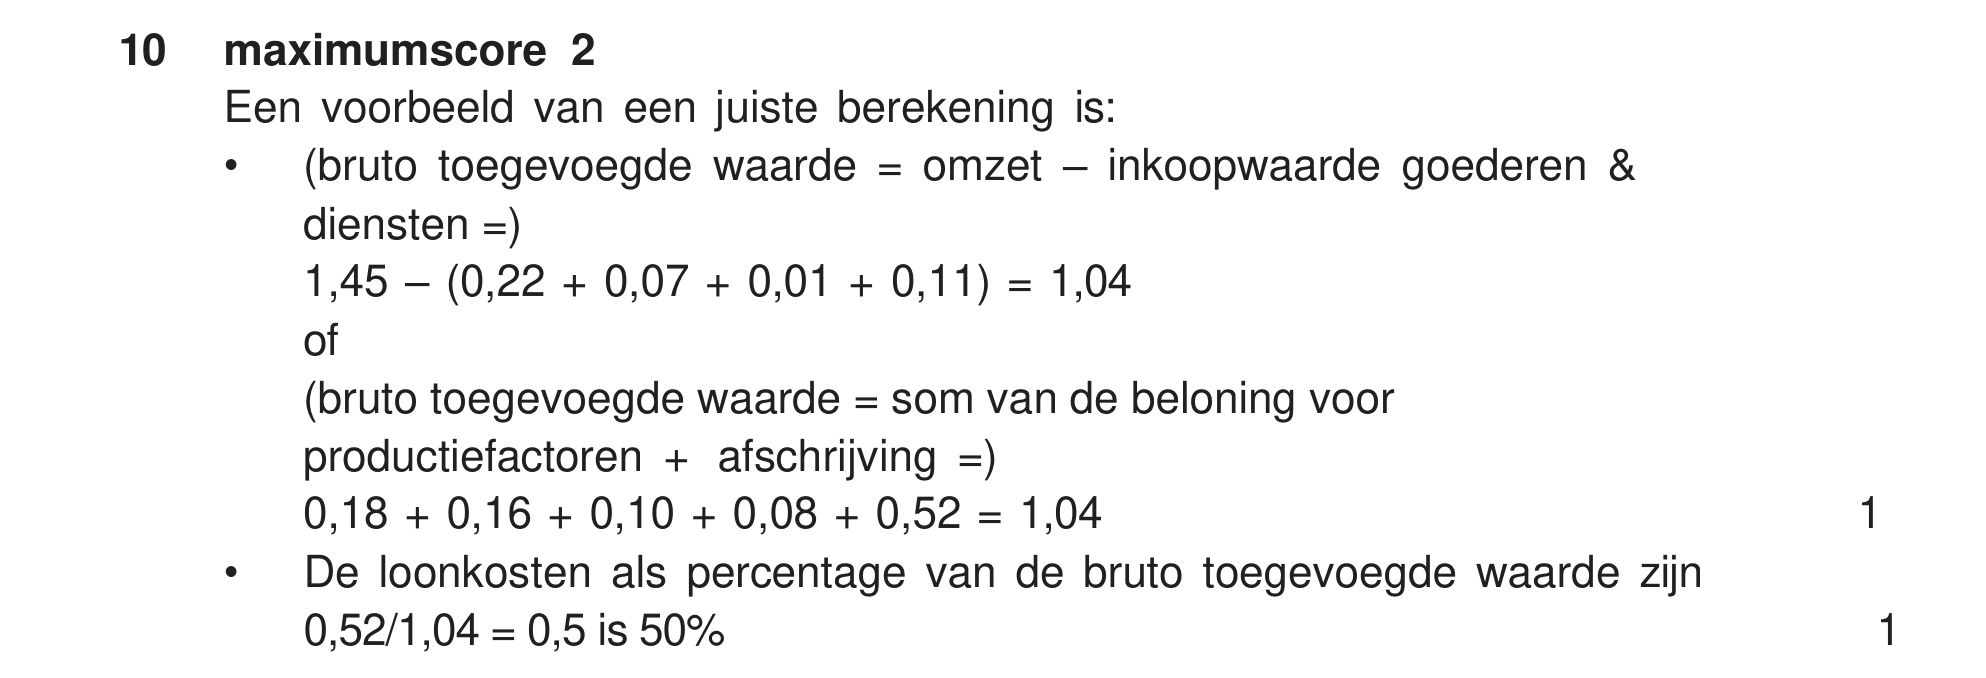 10 maximumscore 2
Een voorbeeld van een juiste berekening is:
• (bruto toegevoegde waarde = omzet – inkoopwaarde goederen &
diensten =)
1,45 – (0,22 + 0,07 + 0,01 + 0,11) = 1,04
of
(bruto toegevoegde waarde = som van de beloning voor
productiefactoren + afschrijving =)
0,18 + 0,16 + 0,10 + 0,08 + 0,52 = 1,04 1
• De loonkosten als percentage van de bruto toegevoegde waarde zijn
0,52/1,04 = 0,5 is 50% 1